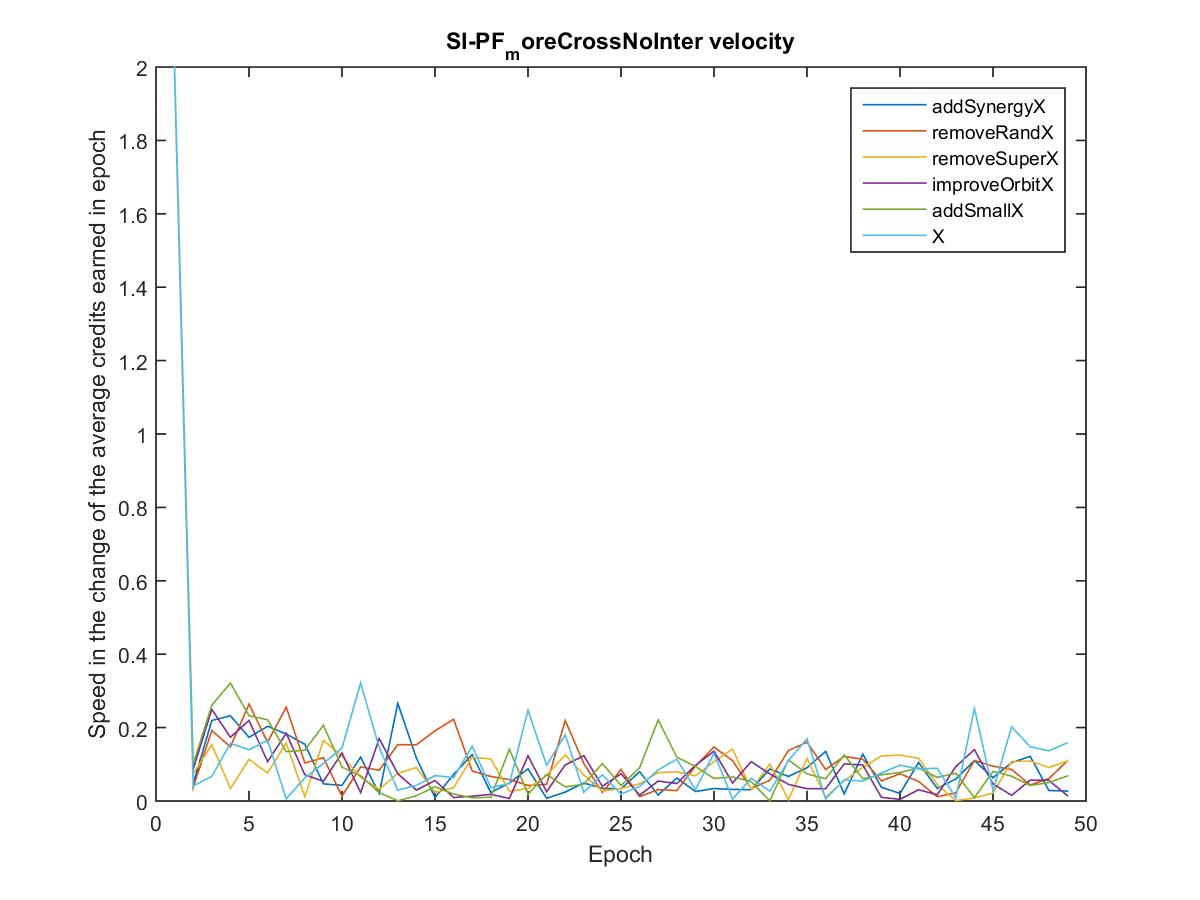 SI-PFmoreCrossNoInter velocity
Speed in the change of the average credits earned in epoch
2
1.8
1.6
1.4
1.2
1
0.8
0.6
0.4
0.2
0
addSynergyX
removeRandX
removeSuperX
improveOrbitX
addSmallX
X
0 5 10 15 20 25 30 35 40 45 50
Epoch